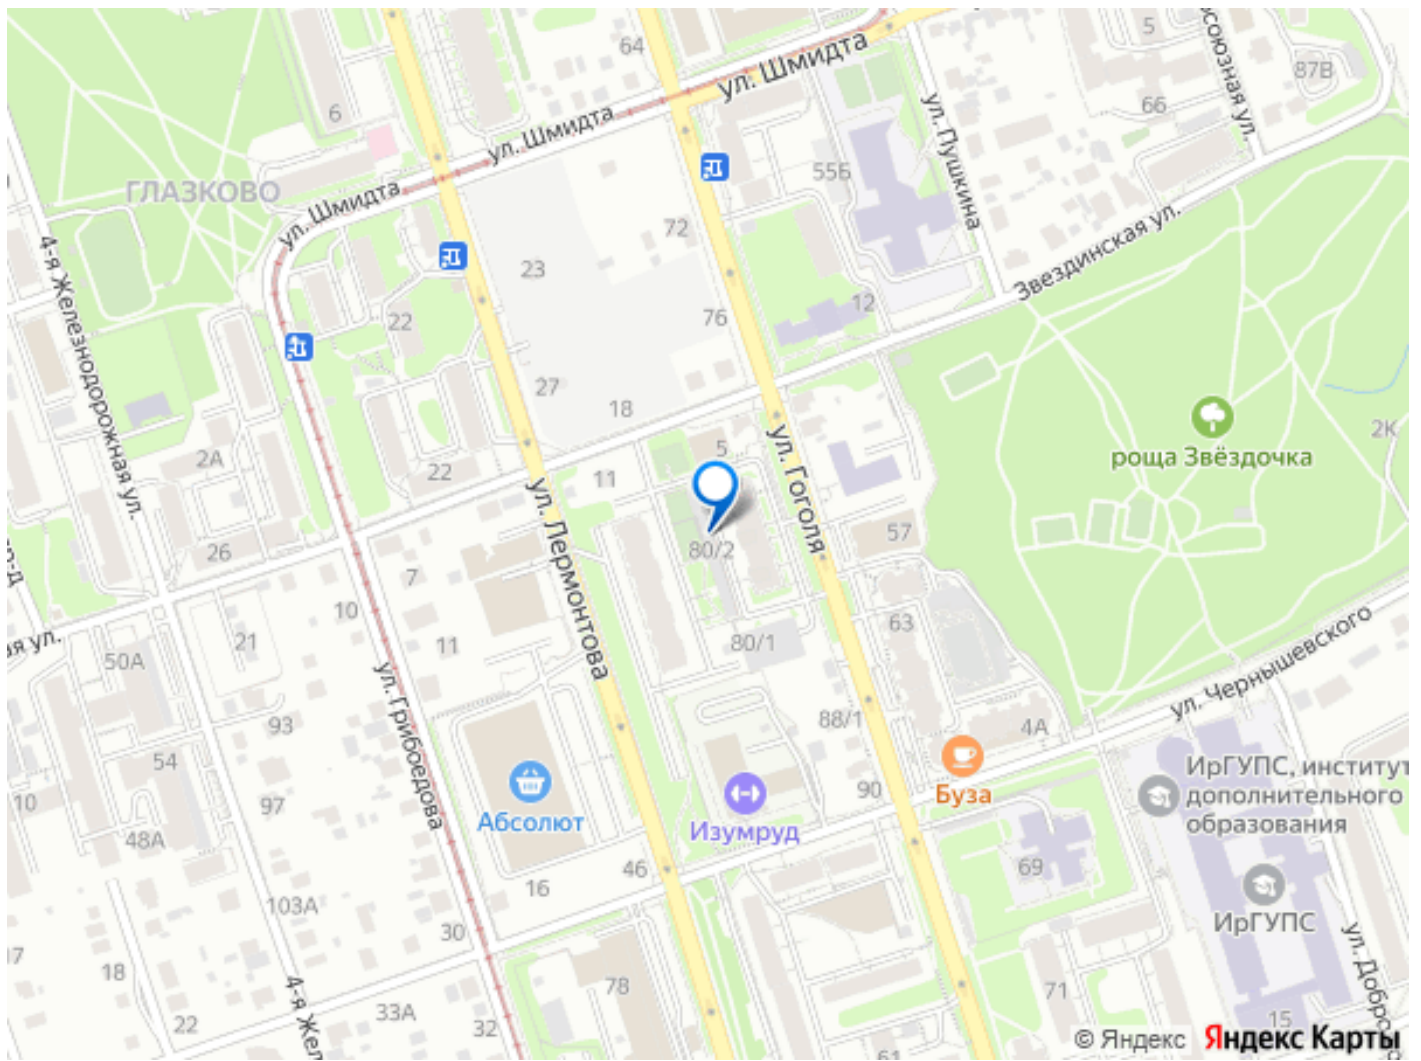 64
5
87В
6
ул. Шмидта
66
ул. Шмидта
ул. Пушкина
55Б
ГЛАЗКОВО
ул. Шмидта
72
Звездинская ул.
4-я Железнодорожная ул.
23
12
76
22
27
18
2К
5
роща Звёздочка
2А
22
11
ул. Гоголя
ул. Лермонтова
57
80/2
26
7
10
63
21
11
80/1
50А
ул. Чернышевского
ул. Грибоедова
88/1
93
4А
54
ИрГУПС, институт
дополнительного
образования
10
97
Абсолют
Изумруд
90
Буза
48А
69
46
16
103А
ИрГУПС
30
18
78
71
4-я Жел
22
33А
32
15
61
© Яндекс Яндекс Карты